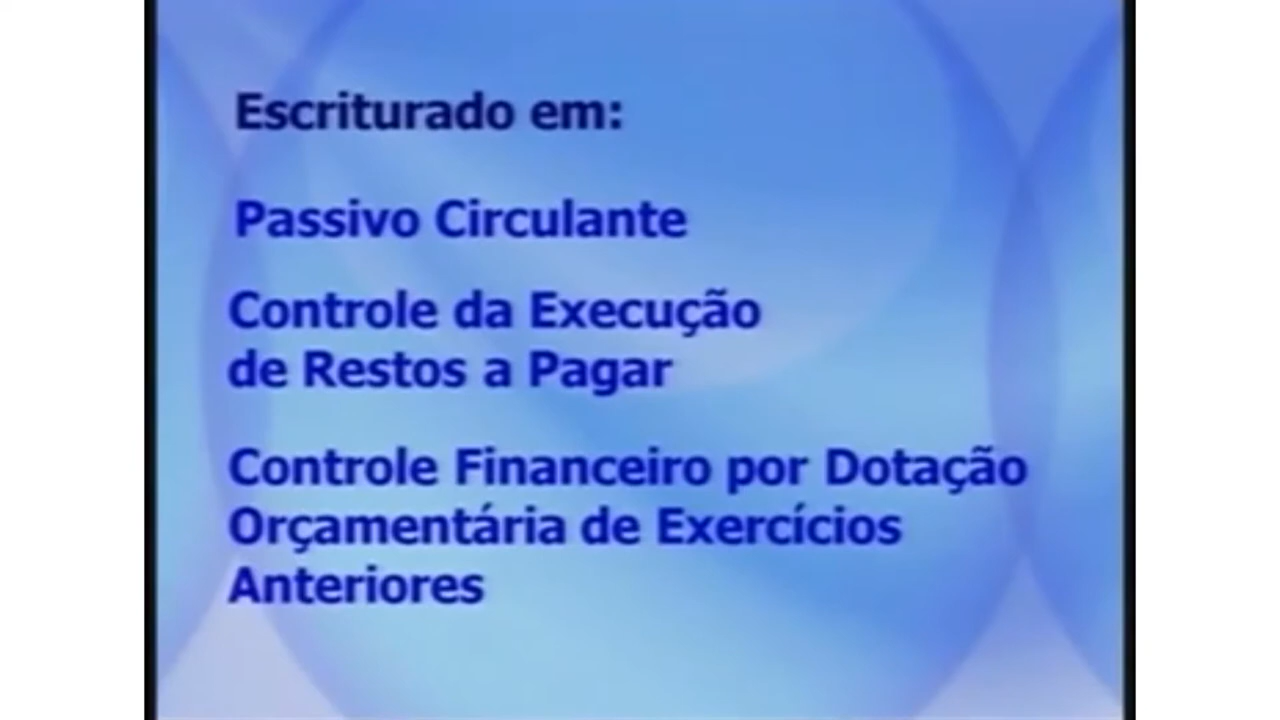 Escriturado em:
Passivo Circulante
Controle da Execução
de Restos a Pagar
Controle Financeiro por Dotação
Orçamentária de Exercícios
Anteriores